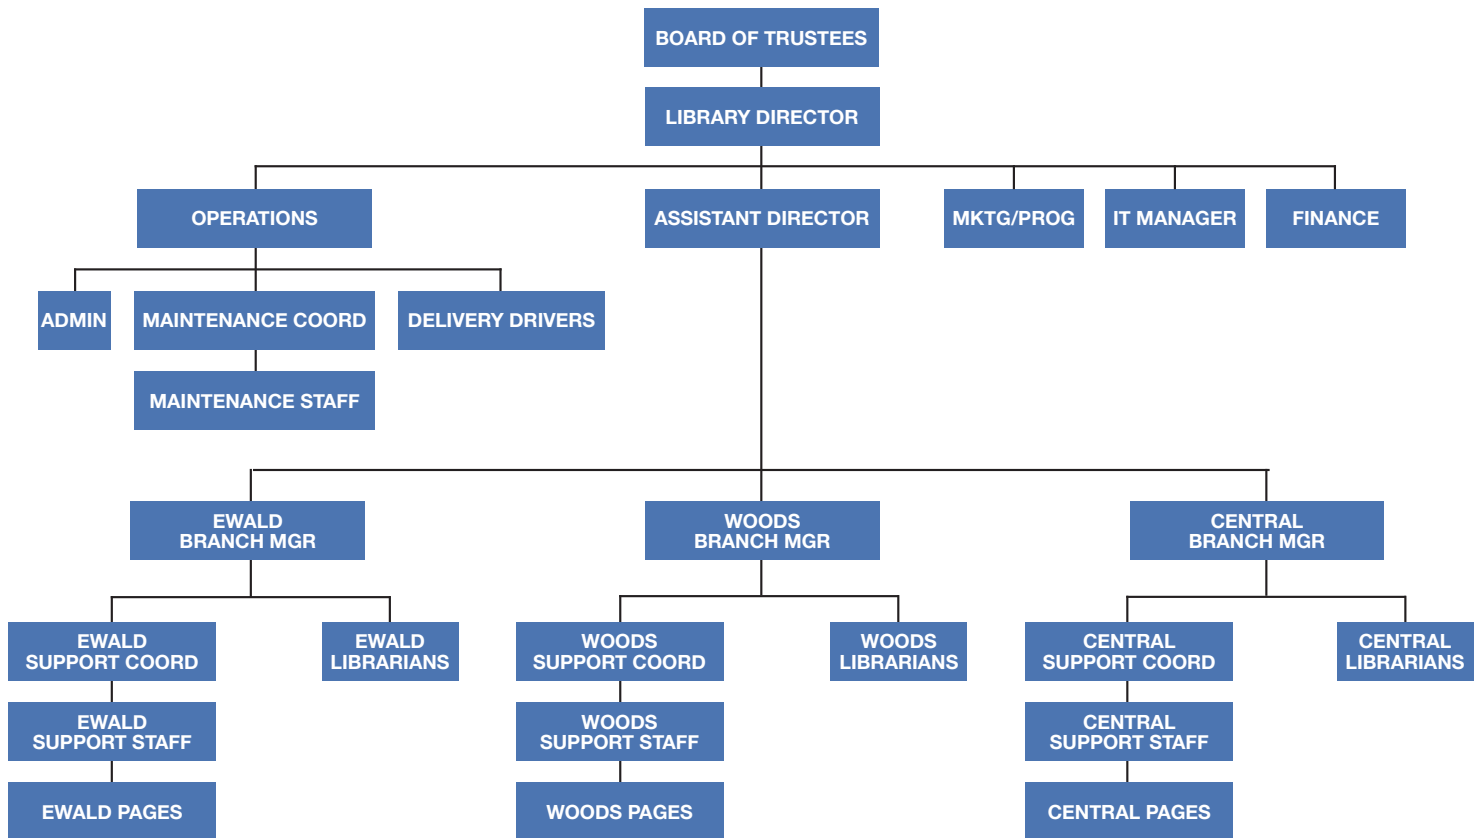 BOARD OF TRUSTEES
LIBRARY DIRECTOR
OPERATIONS
ASSISTANT DIRECTOR
MKTG/PROG
IT MANAGER
FINANCE
ADMIN
MAINTENANCE COORD
DELIVERY DRIVERS
MAINTENANCE STAFF
EWALD
BRANCH MGR
WOODS
BRANCH MGR
CENTRAL
BRANCH MGR
EWALD
SUPPORT COORD
EWALD
LIBRARIANS
WOODS
SUPPORT COORD
WOODS
LIBRARIANS
CENTRAL
SUPPORT COORD
CENTRAL
LIBRARIANS
EWALD
SUPPORT STAFF
WOODS
SUPPORT STAFF
CENTRAL
SUPPORT STAFF
EWALD PAGES
WOODS PAGES
CENTRAL PAGES